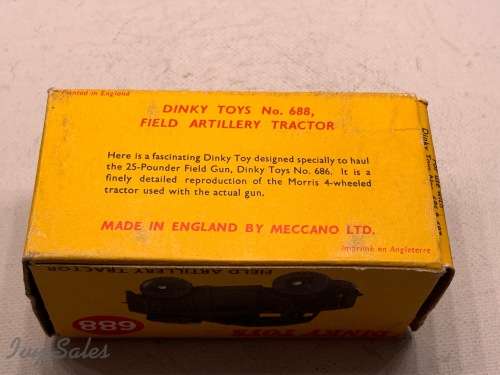 Printed in England
DINKY TOYS No. 688,
FIELD ARTILLERY TRACTOR
Here is a fascinating Dinky Toy designed specially to haul
the 25-Pounder Field Gun, Dinky Toys No. 686. It is a
finely detailed reproduction of the Morris 4-wheeled
tractor used with the actual gun.
MADE IN ENGLAND BY MECCANO LTD.
Imprimé en Angleterre
FIELD ARTILLERY TRACTOR
688
DINKY TOYS
IvyJSales